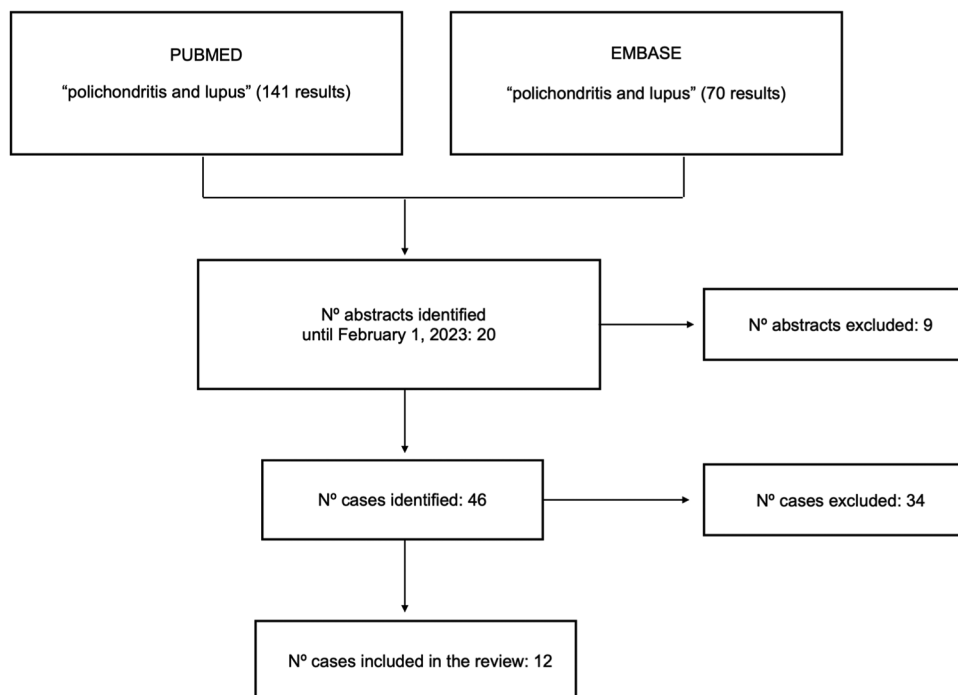 PUBMED
“polichondritis and lupus” (141 results)
EMBASE
“polichondritis and lupus” (70 results)
Nº abstracts identified
until February 1, 2023: 20
Nº abstracts excluded: 9
Nº cases identified: 46
Nº cases excluded: 34
Nº cases included in the review: 12